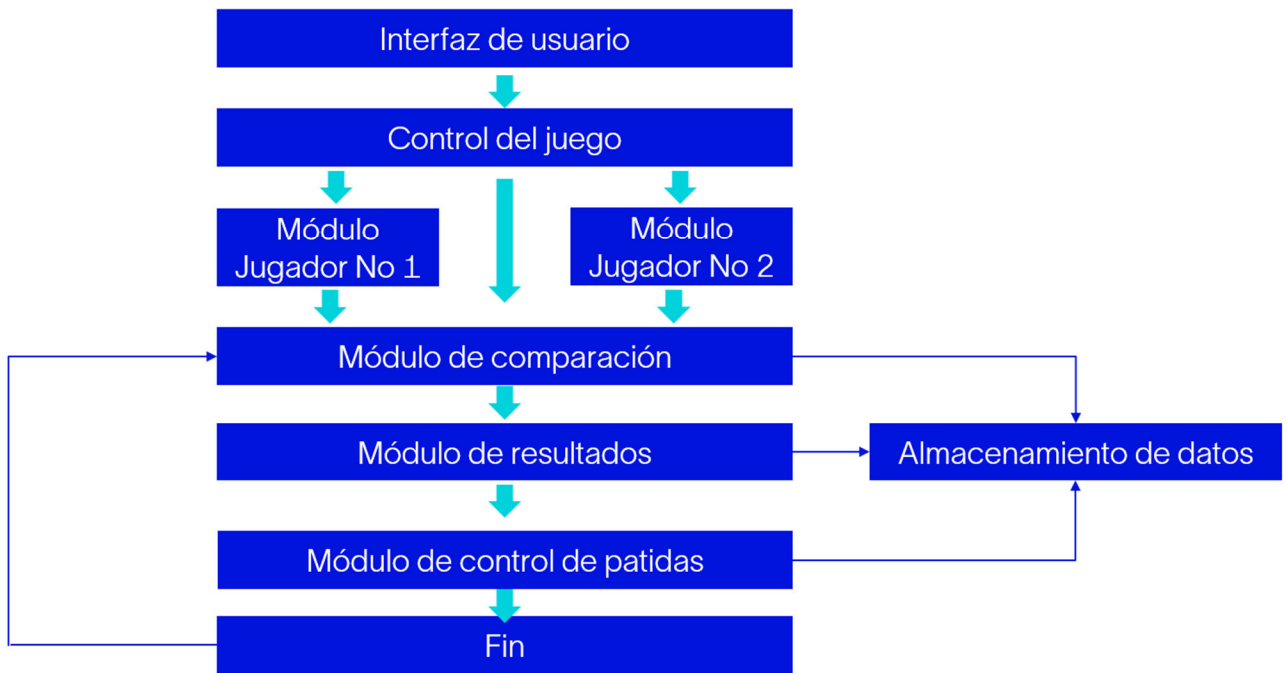 Interfaz de usuario
Control del juego
Módulo
Jugador No 1
Módulo
Jugador No 2
Módulo de comparación
Módulo de resultados
Almacenamiento de datos
Módulo de control de patidas
Fin